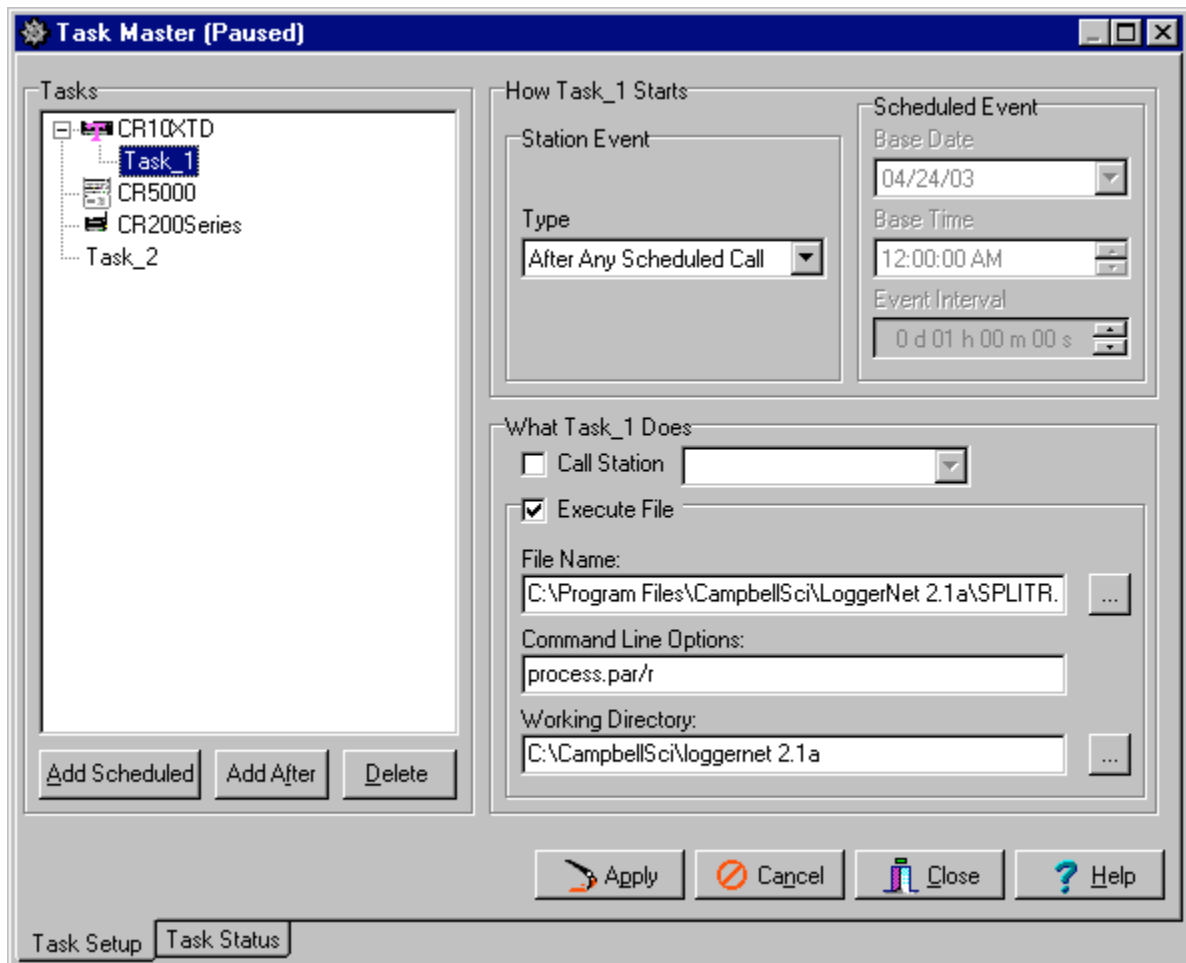 Task Master (Paused)
Tasks
CR10XTD
Task_1
CR5000
CR200Series
Task_2
Add Scheduled
Add After
Delete
How Task_1 Starts
Station Event
Type
After Any Scheduled Call
Scheduled Event
Base Date
04/24/03
Base Time
12:00:00 AM
Event Interval
0 d 01 h 00 m 00 s
What Task_1 Does
Call Station
Execute File
File Name:
C:\Program Files\CampbellSci\LoggerNet 2.1a\SPLITR.
...
Command Line Options:
process.par/r
Working Directory:
C:\CampbellSci\loggernet 2.1a
...
Apply
Cancel
Close
Help
Task Setup
Task Status